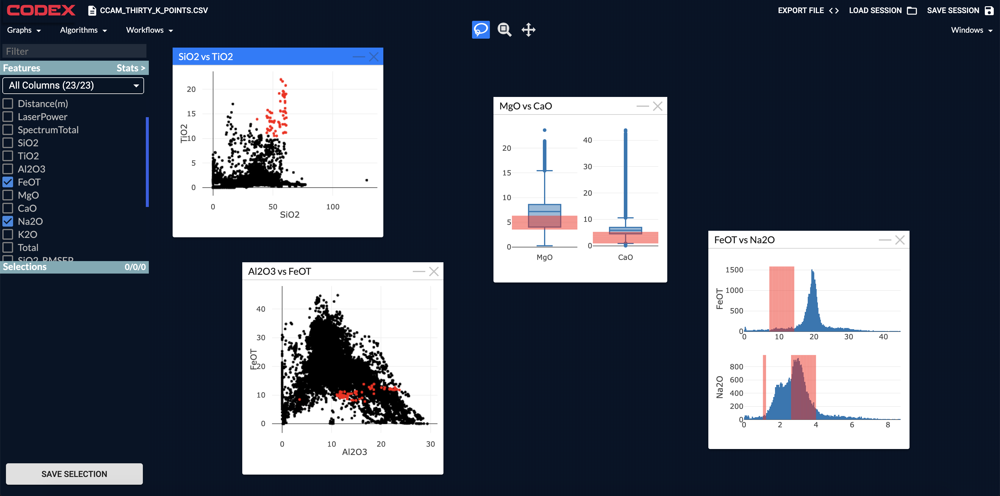 CODEX
CCAM_THIRTY_K_POINTS.CSV
EXPORT FILE
LOAD SESSION
SAVE SESSION
Graphs
Algorithms
Workflows
Windows
Filter
Features
Stats >
All Columns (23/23)
Distance(m)
LaserPower
SpectrumTotal
SiO2
TiO2
Al2O3
FeOT
MgO
CaO
Na2O
K2O
Total
SiO2_RMSEP
Selections
0/0/0
SAVE SELECTION
SiO2 vs TiO2
20
15
10
5
0
TiO2
0
50
100
SiO2
Al2O3 vs FeOT
40
30
20
10
0
FeOT
0
10
20
30
Al2O3
MgO vs CaO
20
15
10
5
0
MgO
40
30
20
10
0
CaO
FeOT vs Na2O
1500
1000
500
0
FeOT
0
10
20
30
40
800
600
400
200
0
Na2O
0
2
4
6
8